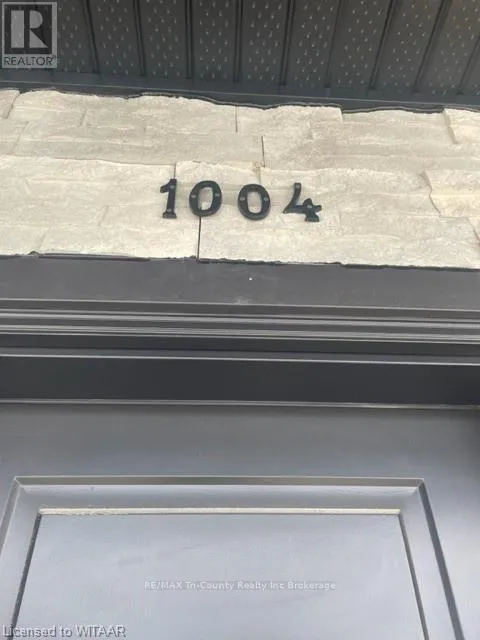 REALTOR
1004
RE/MAX Tri-County Realty Inc Brokerage
Licensed to WITAAR